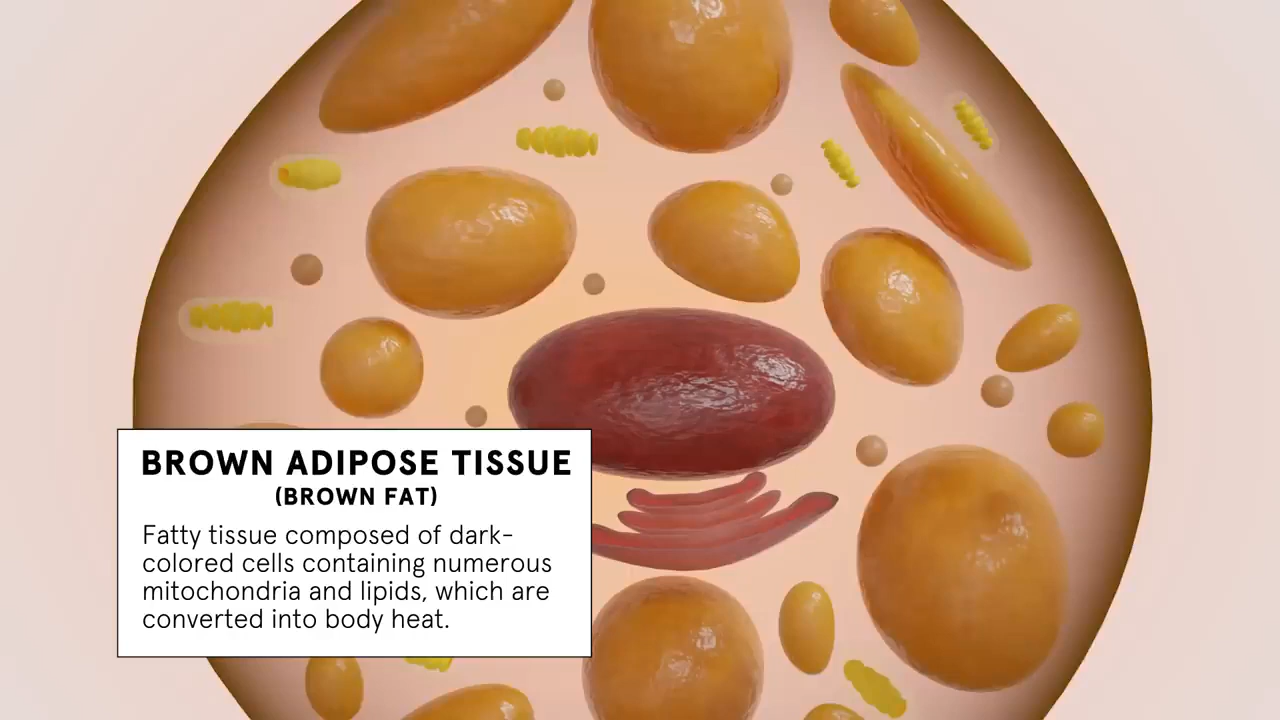 BROWN ADIPOSE TISSUE
(BROWN FAT)
Fatty tissue composed of dark-
colored cells containing numerous
mitochondria and lipids, which are
converted into body heat.